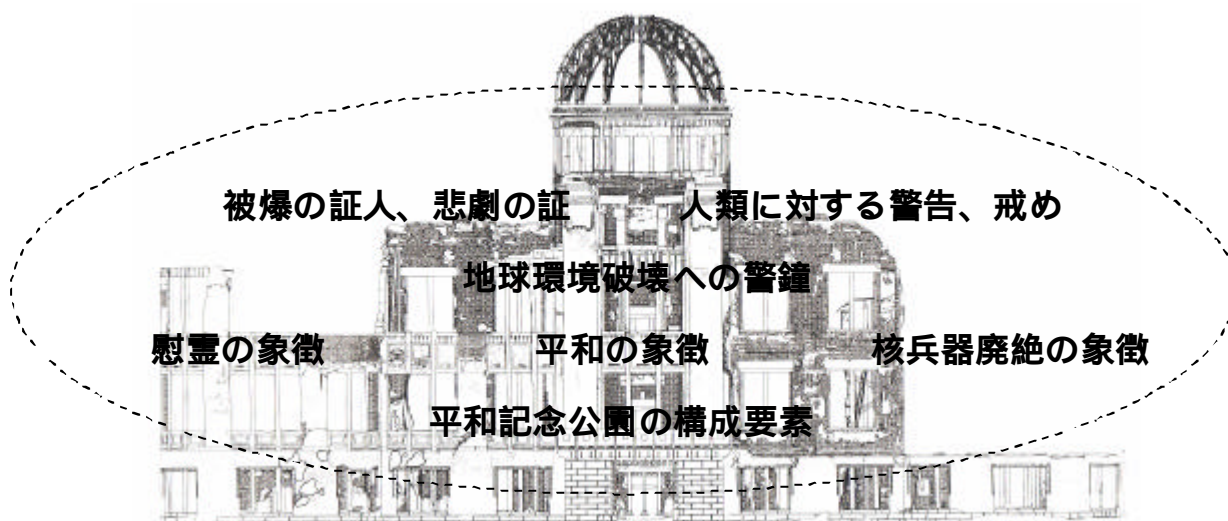 被爆の証人、悲劇の証 人類に対する警告、戒め
地球環境破壊への警鐘
慰霊の象徴 平和の象徴 核兵器廃絶の象徴
平和記念公園の構成要素